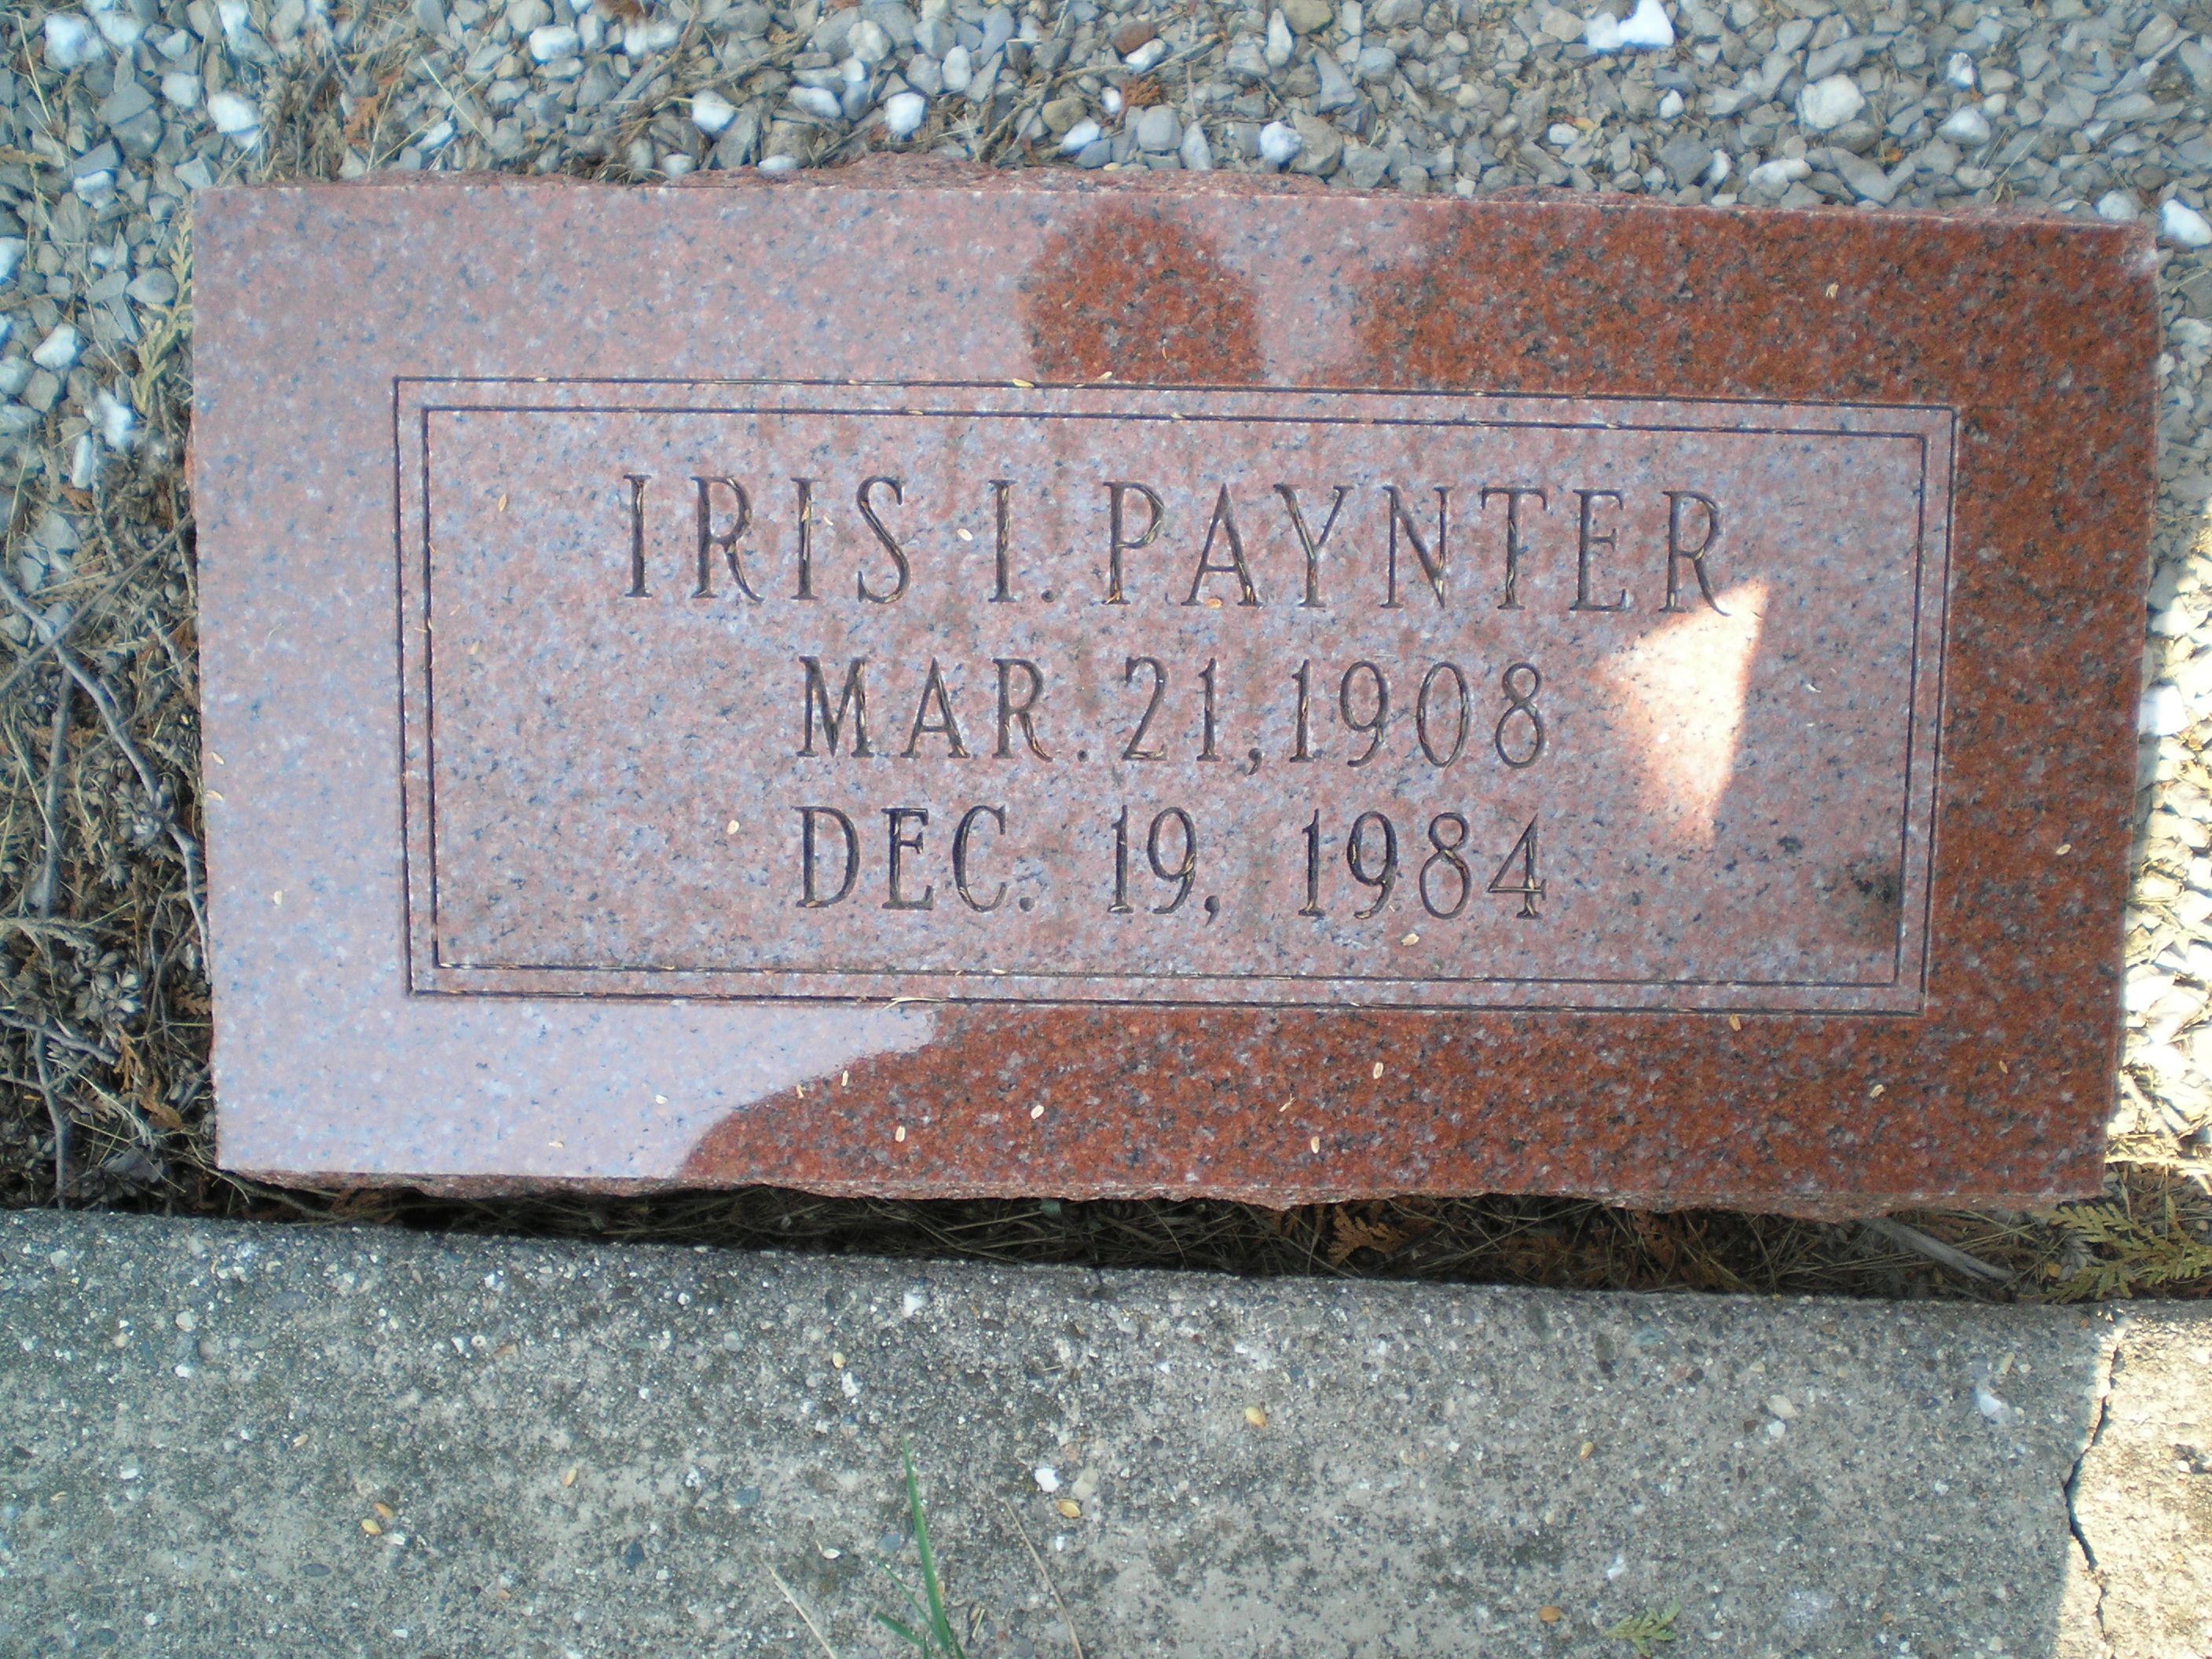 IRIS I. PAYNTER
MAR. 21, 1908
DEC. 19, 1984